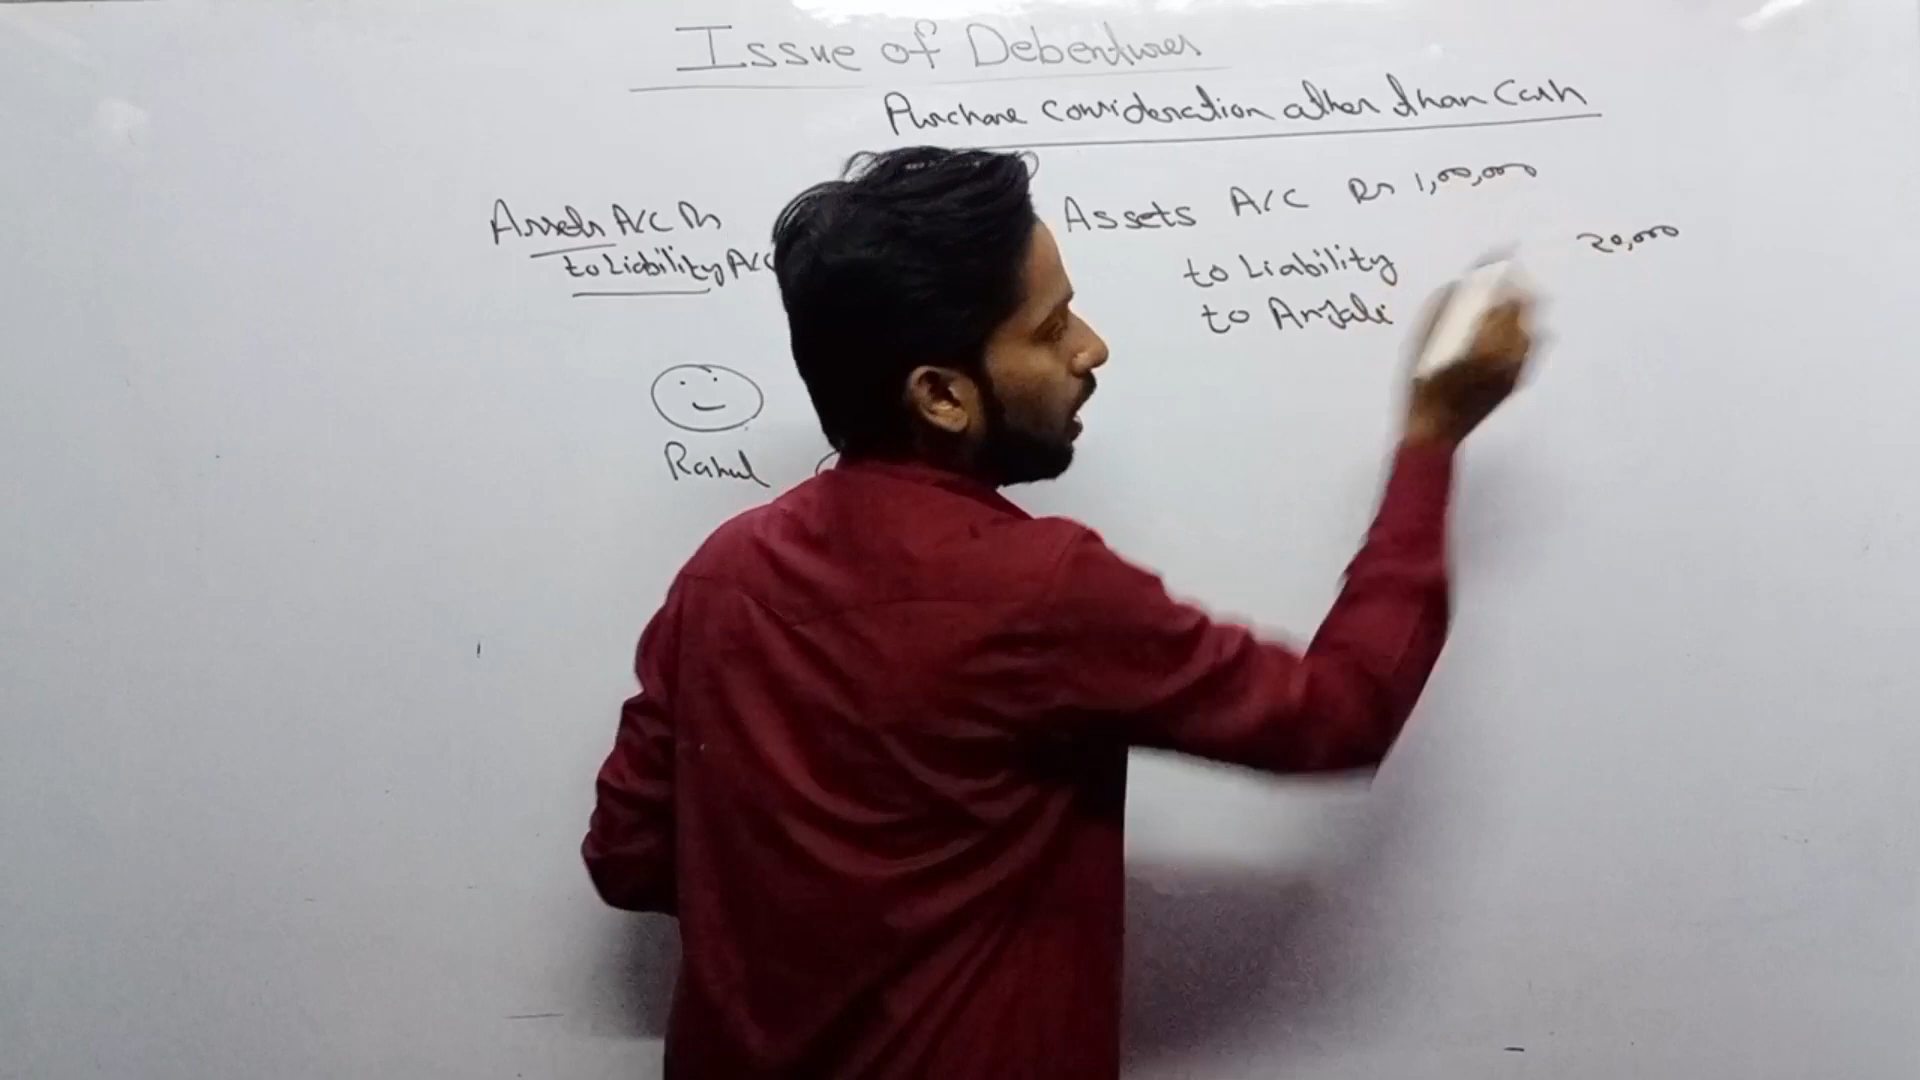 Issue of Debentures
Purchase consideration other than Cash
Assets A/C Dr
to Liability A/C
Rahul
Assets A/C Dr 1,00,000
to Liability 20,000
to Anjali